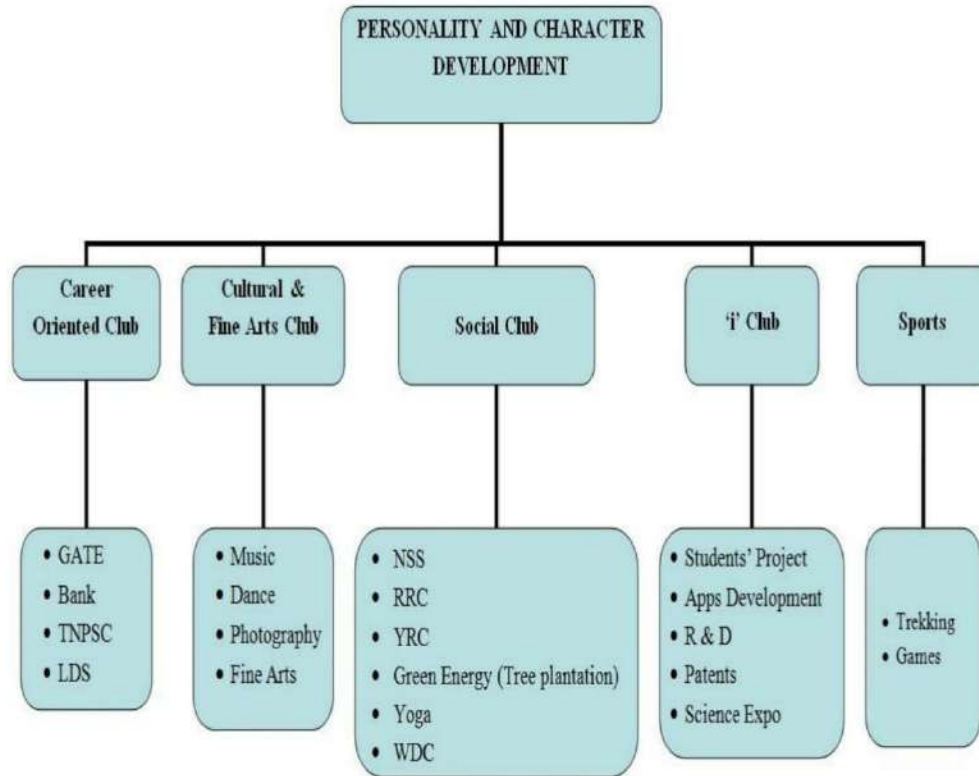 PERSONALITY AND CHARACTER
DEVELOPMENT
Career
Oriented Club
Cultural &
Fine Arts Club
Social Club
‘i’ Club
Sports
• GATE
• Bank
• TNPSC
• LDS
• Music
• Dance
• Photography
• Fine Arts
• NSS
• RRC
• YRC
• Green Energy (Tree plantation)
• Yoga
• WDC
• Students’ Project
• Apps Development
• R & D
• Patents
• Science Expo
• Trekking
• Games